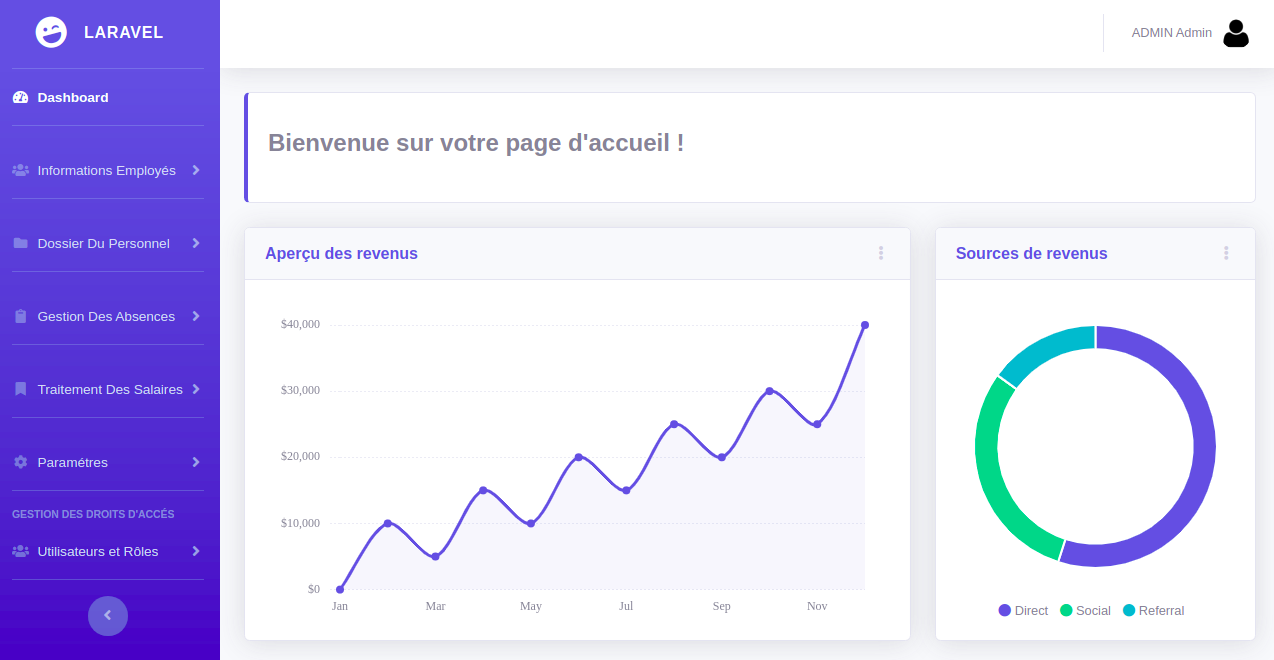 LARAVEL
ADMIN Admin
Dashboard
Informations Employés
Dossier Du Personnel
Gestion Des Absences
Traitement Des Salaires
Paramétres
GESTION DES DROITS D'ACCÉS
Utilisateurs et Rôles
Bienvenue sur votre page d'accueil !
Aperçu des revenus
$40,000
$30,000
$20,000
$10,000
$0
Jan Mar May Jul Sep Nov
Sources de revenus
Direct Social Referral